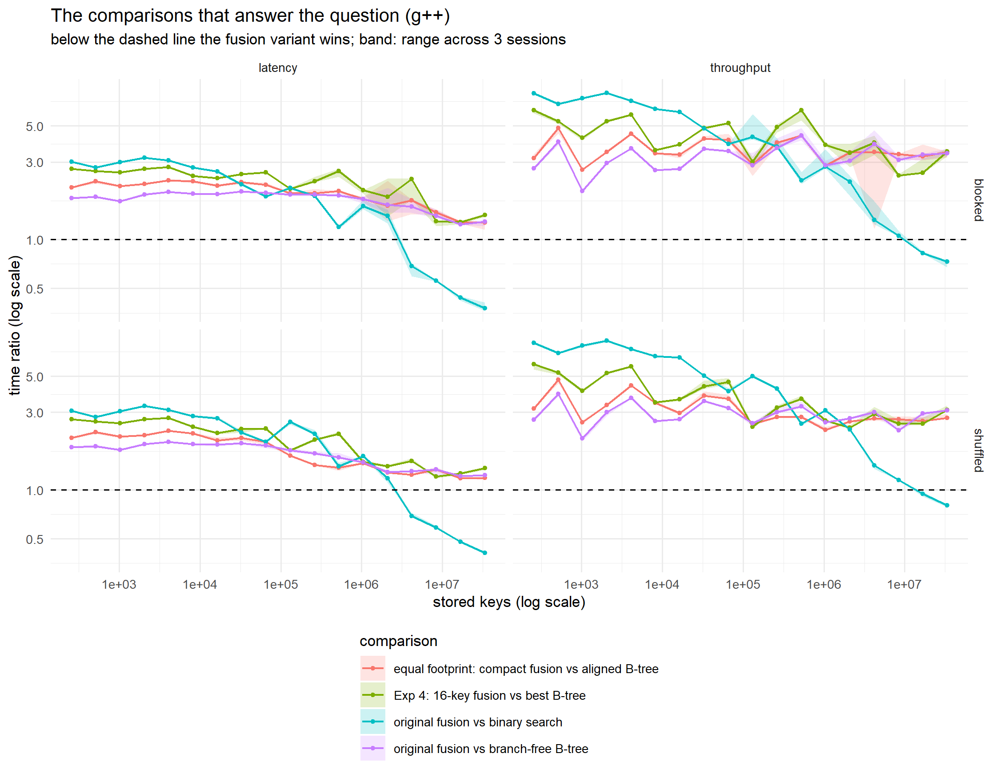 The comparisons that answer the question (g++)
below the dashed line the fusion variant wins; band: range across 3 sessions
latency
throughput
5.0
3.0
1.0
0.5
blocked
time ratio (log scale)
5.0
3.0
1.0
0.5
shuffled
1e+03
1e+04
1e+05
1e+06
1e+07
1e+03
1e+04
1e+05
1e+06
1e+07
stored keys (log scale)
comparison
equal footprint: compact fusion vs aligned B-tree
Exp 4: 16-key fusion vs best B-tree
original fusion vs binary search
original fusion vs branch-free B-tree